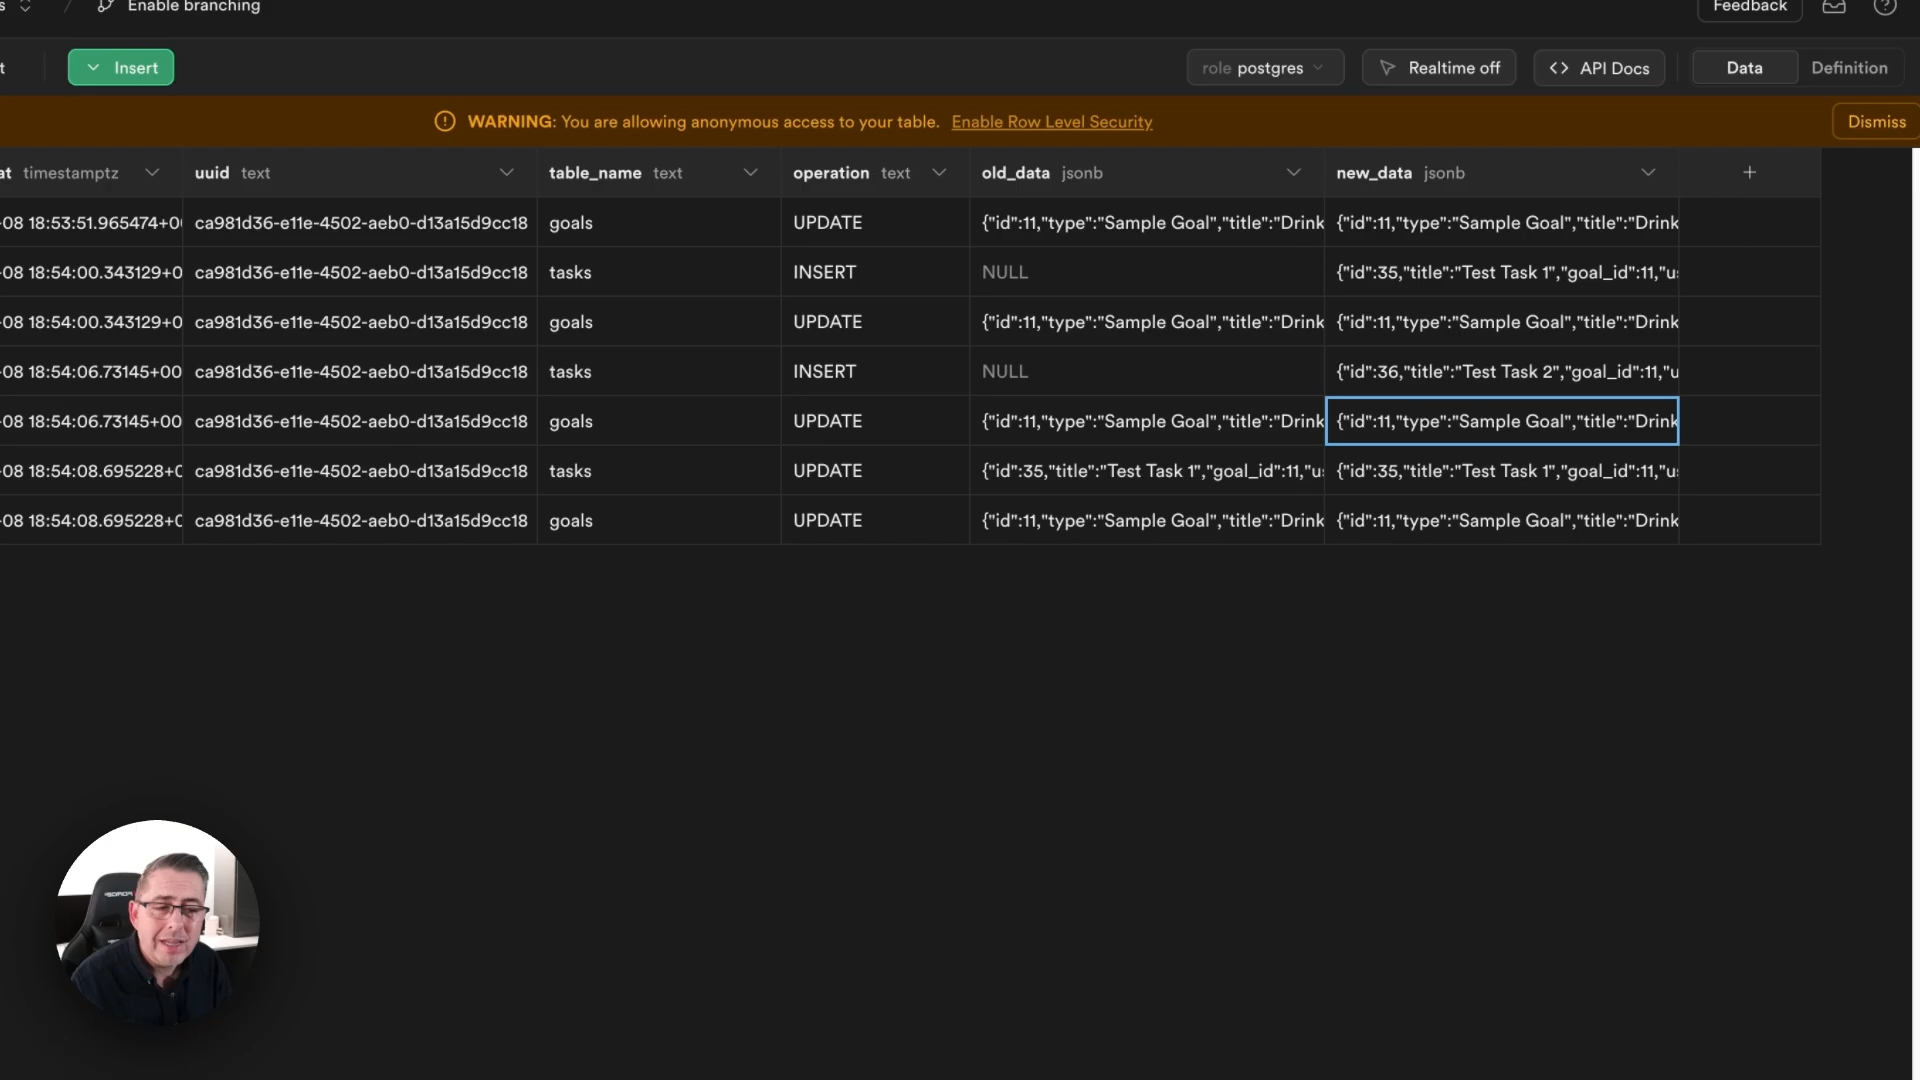 s / Enable branching Feedback
t Insert role postgres Realtime off <> API Docs Data Definition
WARNING: You are allowing anonymous access to your table. Enable Row Level Security Dismiss
at timestamptz uuid text table_name text operation text old_data jsonb new_data jsonb +
-08 18:53:51.965474+0 ca981d36-e11e-4502-aeb0-d13a15d9cc18 goals UPDATE {"id":11,"type":"Sample Goal","title":"Drink {"id":11,"type":"Sample Goal","title":"Drink
-08 18:54:00.343129+0 ca981d36-e11e-4502-aeb0-d13a15d9cc18 tasks INSERT NULL {"id":35,"title":"Test Task 1","goal_id":11,"u
-08 18:54:00.343129+0 ca981d36-e11e-4502-aeb0-d13a15d9cc18 goals UPDATE {"id":11,"type":"Sample Goal","title":"Drink {"id":11,"type":"Sample Goal","title":"Drink
-08 18:54:06.73145+00 ca981d36-e11e-4502-aeb0-d13a15d9cc18 tasks INSERT NULL {"id":36,"title":"Test Task 2","goal_id":11,"u
-08 18:54:06.73145+00 ca981d36-e11e-4502-aeb0-d13a15d9cc18 goals UPDATE {"id":11,"type":"Sample Goal","title":"Drink {"id":11,"type":"Sample Goal","title":"Drink
-08 18:54:08.695228+0 ca981d36-e11e-4502-aeb0-d13a15d9cc18 tasks UPDATE {"id":35,"title":"Test Task 1","goal_id":11,"u {"id":35,"title":"Test Task 1","goal_id":11,"u
-08 18:54:08.695228+0 ca981d36-e11e-4502-aeb0-d13a15d9cc18 goals UPDATE {"id":11,"type":"Sample Goal","title":"Drink {"id":11,"type":"Sample Goal","title":"Drink